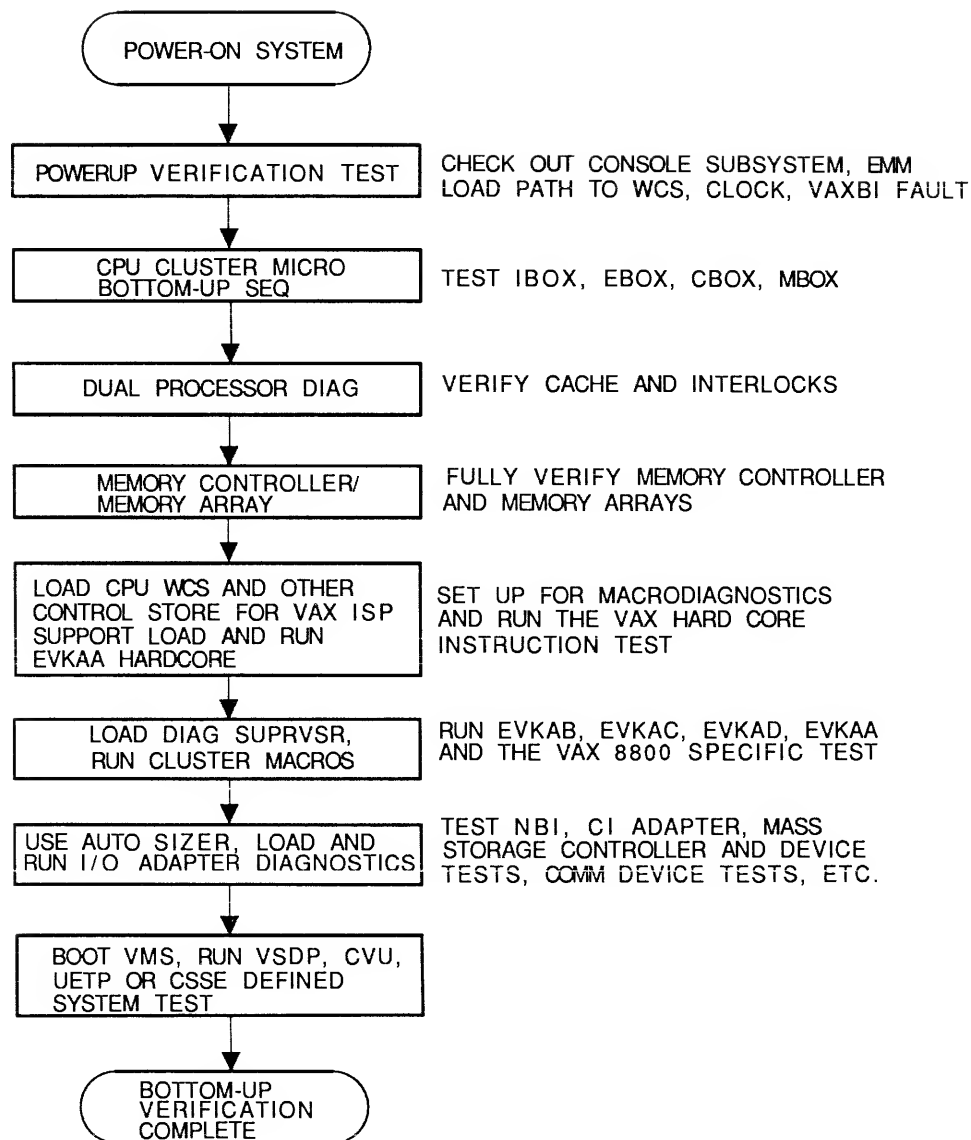 POWER-ON SYSTEM
POWERUP VERIFICATION TEST
CHECK OUT CONSOLE SUBSYSTEM, EMM
LOAD PATH TO WCS, CLOCK, VAXBI FAULT
CPU CLUSTER MICRO
BOTTOM-UP SEQ
TEST IBOX, EBOX, CBOX, MBOX
DUAL PROCESSOR DIAG
VERIFY CACHE AND INTERLOCKS
MEMORY CONTROLLER/
MEMORY ARRAY
FULLY VERIFY MEMORY CONTROLLER
AND MEMORY ARRAYS
LOAD CPU WCS AND OTHER
CONTROL STORE FOR VAX ISP
SUPPORT LOAD AND RUN
EVKAA HARDCORE
SET UP FOR MACRODIAGNOSTICS
AND RUN THE VAX HARD CORE
INSTRUCTION TEST
LOAD DIAG SUPRVSR,
RUN CLUSTER MACROS
RUN EVKAB, EVKAC, EVKAD, EVKAA
AND THE VAX 8800 SPECIFIC TEST
USE AUTO SIZER, LOAD AND
RUN I/O ADAPTER DIAGNOSTICS
TEST NBI, CI ADAPTER, MASS
STORAGE CONTROLLER AND DEVICE
TESTS, COMM DEVICE TESTS, ETC.
BOOT VMS, RUN VSDP, CVU,
UETP OR CSSE DEFINED
SYSTEM TEST
BOTTOM-UP
VERIFICATION
COMPLETE